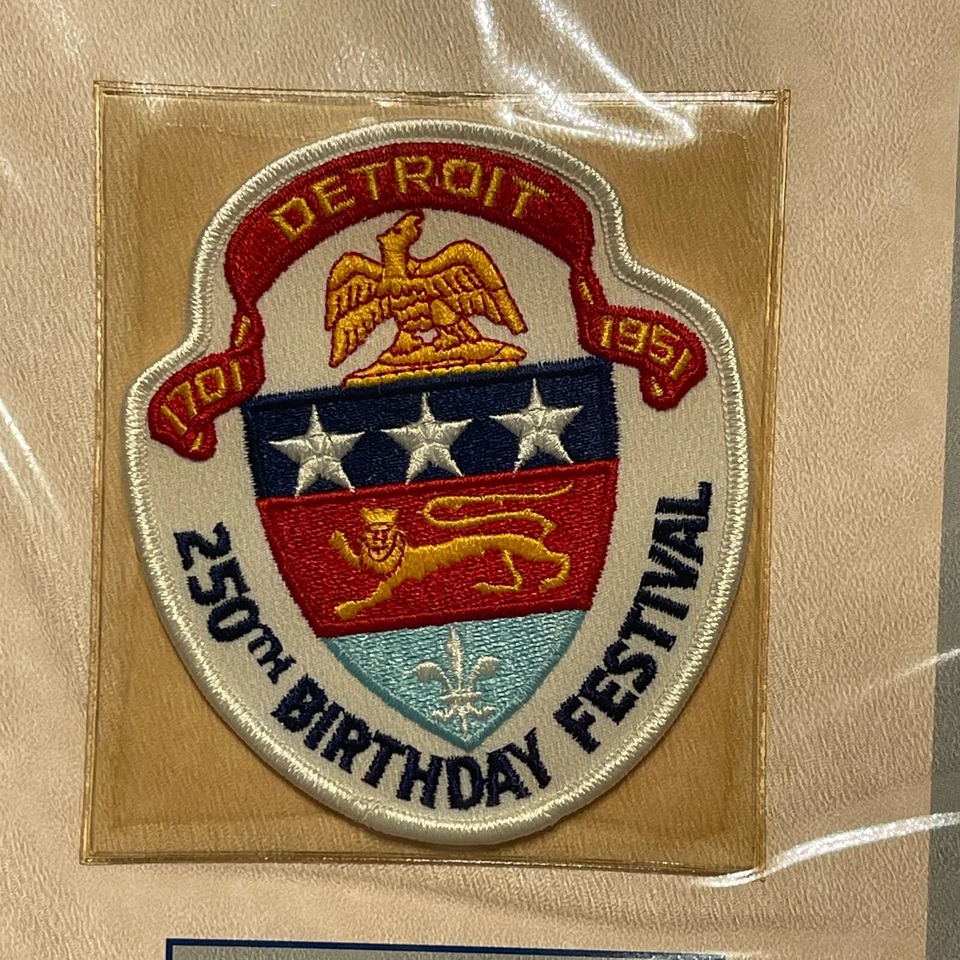 DETROIT
1701
1951
250TH BIRTHDAY FESTIVAL